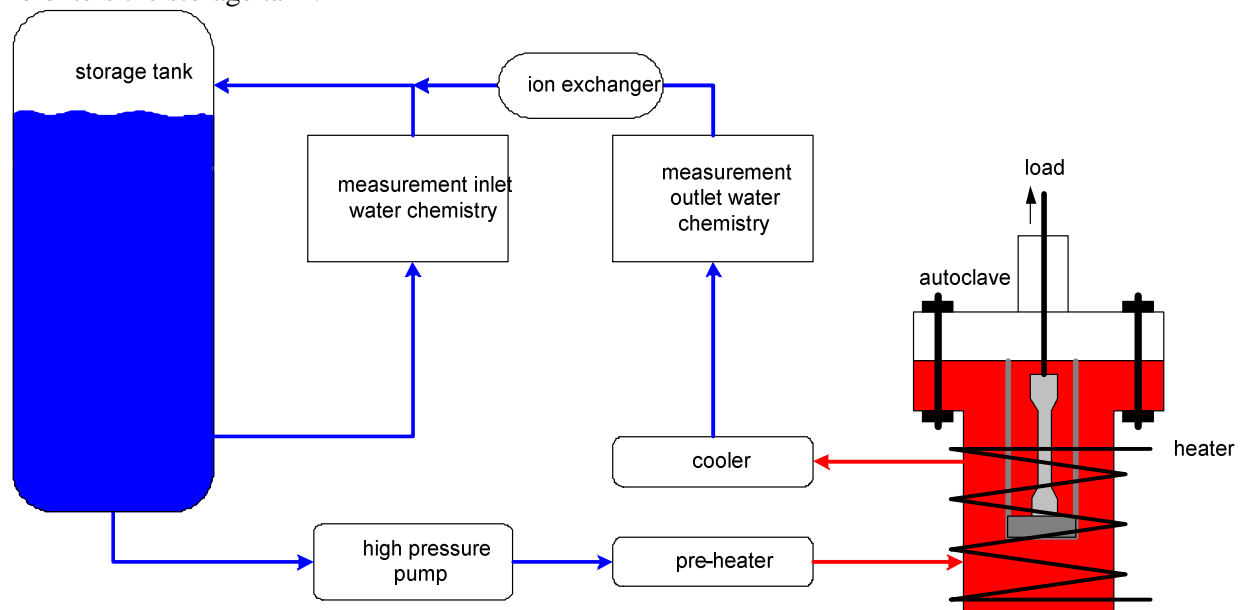 storage tank
ion exchanger
measurement inlet
water chemistry
measurement
outlet water
chemistry
load
autoclave
heater
cooler
high pressure
pump
pre-heater